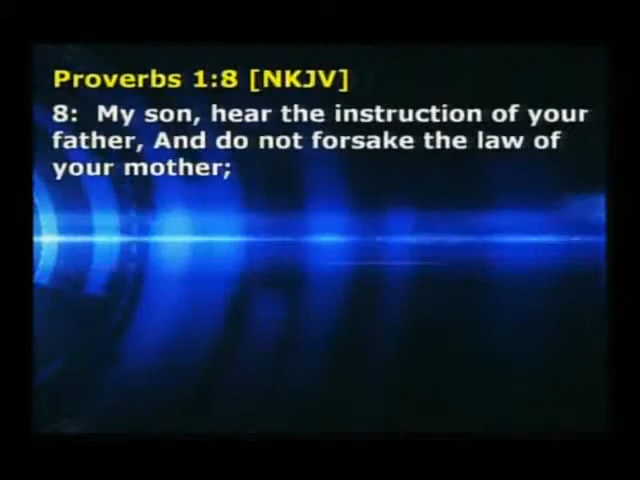 Proverbs 1:8 [NKJV]
8:  My son, hear the instruction of your
father, And do not forsake the law of
your mother;